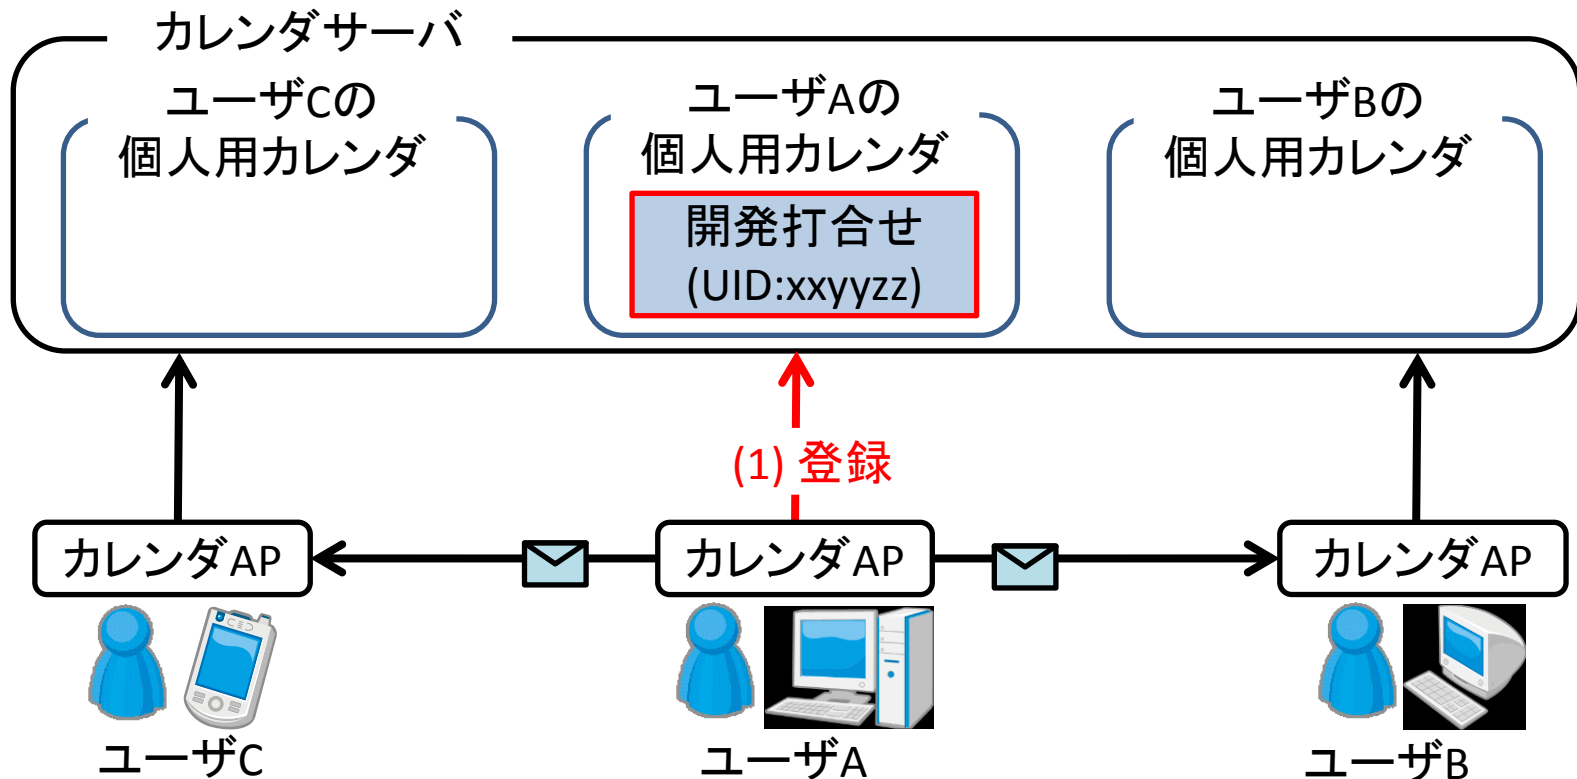 カレンダサーバ
ユーザCの
個人用カレンダ
ユーザAの
個人用カレンダ
開発打合せ
(UID:xxyyzz)
ユーザBの
個人用カレンダ
(1) 登録
カレンダAP
カレンダAP
カレンダAP
ユーザC
ユーザA
ユーザB